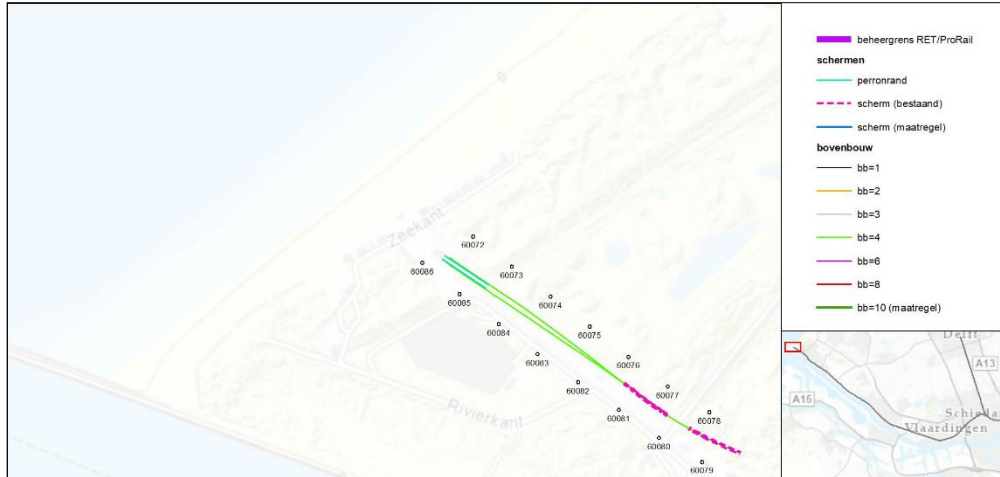 Zeekant
60072
60086
60073
60085
60074
60084
60075
60083
60076
60082
60077
60081
Rivierkant
60078
60080
60079
beheergrens RET/ProRail
schermen
perronrand
scherm (bestaand)
scherm (maatregel)
bovenbouw
bb=1
bb=2
bb=3
bb=4
bb=6
bb=8
bb=10 (maatregel)
Delft
A13
A15
Schiedam
Vlaardingen